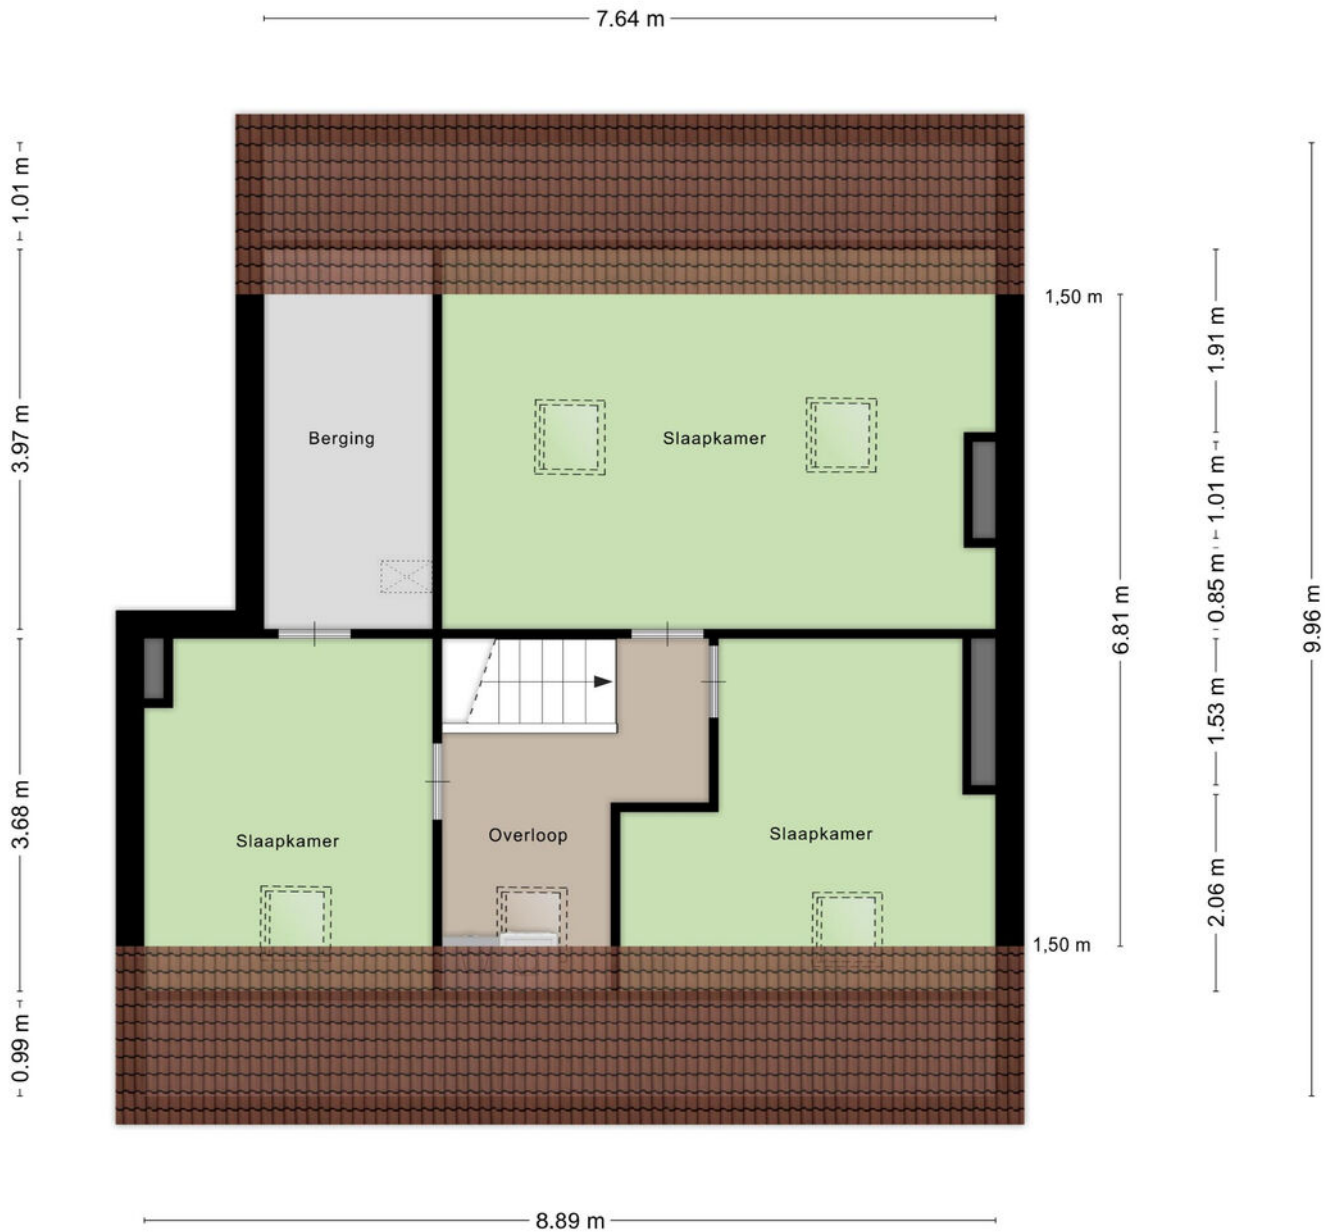 7.64 m
1.01 m
1,50 m
1.91 m
3.97 m
Berging
Slaapkamer
1.01 m
0.85 m
6.81 m
9.96 m
1.53 m
3.68 m
Slaapkamer
Overloop
Slaapkamer
2.06 m
1,50 m
0.99 m
8.89 m